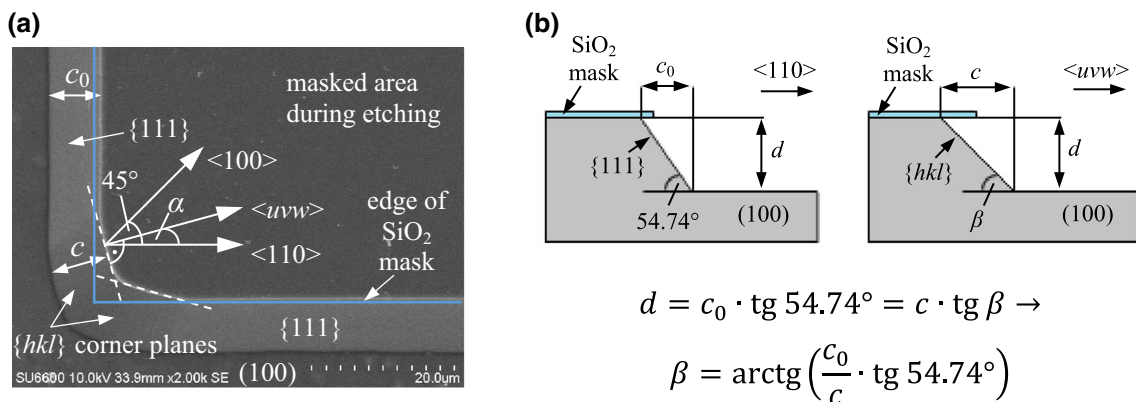 (a)
c₀
masked area
during etching
{111}
<100>
45°
α
<uvw>
edge of
SiO₂
mask
c
<110>
{111}
{hkl} corner planes
(100)
SU6600 10.0kV 33.9mm x2.00k SE
20.0µm
(b)
SiO₂
mask
c₀
<110>
{111}
d
54.74°
(100)
SiO₂
mask
c
<uvw>
{hkl}
d
β
(100)
d = c₀ · tg 54.74° = c · tg β →
β = arctg(c₀/c · tg 54.74°)